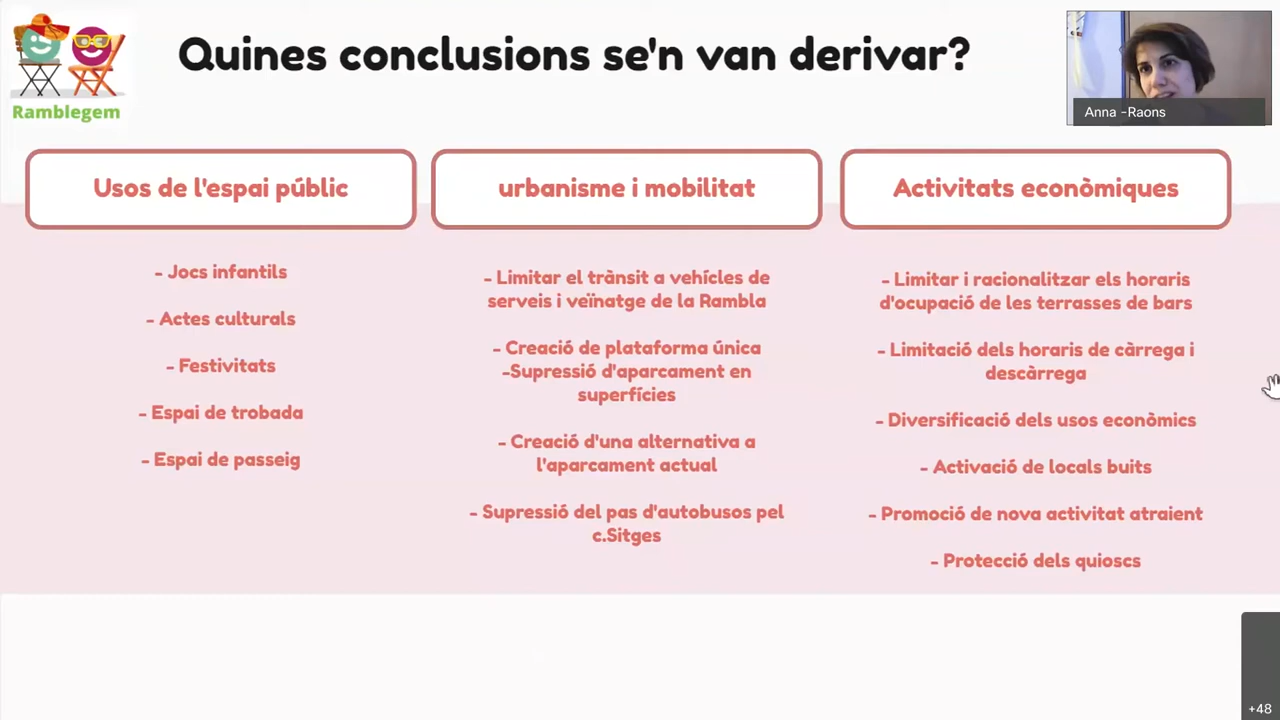 Quines conclusions se'n van derivar?
Ramblegem
Anna -Raons
Usos de l'espai públic
- Jocs infantils
- Actes culturals
- Festivitats
- Espai de trobada
- Espai de passeig
urbanisme i mobilitat
- Limitar el trànsit a vehícles de
serveis i veïnatge de la Rambla
- Creació de plataforma única
-Supressió d'aparcament en
superfícies
- Creació d'una alternativa a
l'aparcament actual
- Supressió del pas d'autobusos pel
c.Sitges
Activitats econòmiques
- Limitar i racionalitzar els horaris
d'ocupació de les terrasses de bars
- Limitació dels horaris de càrrega i
descàrrega
- Diversificació dels usos econòmics
- Activació de locals buits
- Promoció de nova activitat atraient
- Protecció dels quioscs
+48